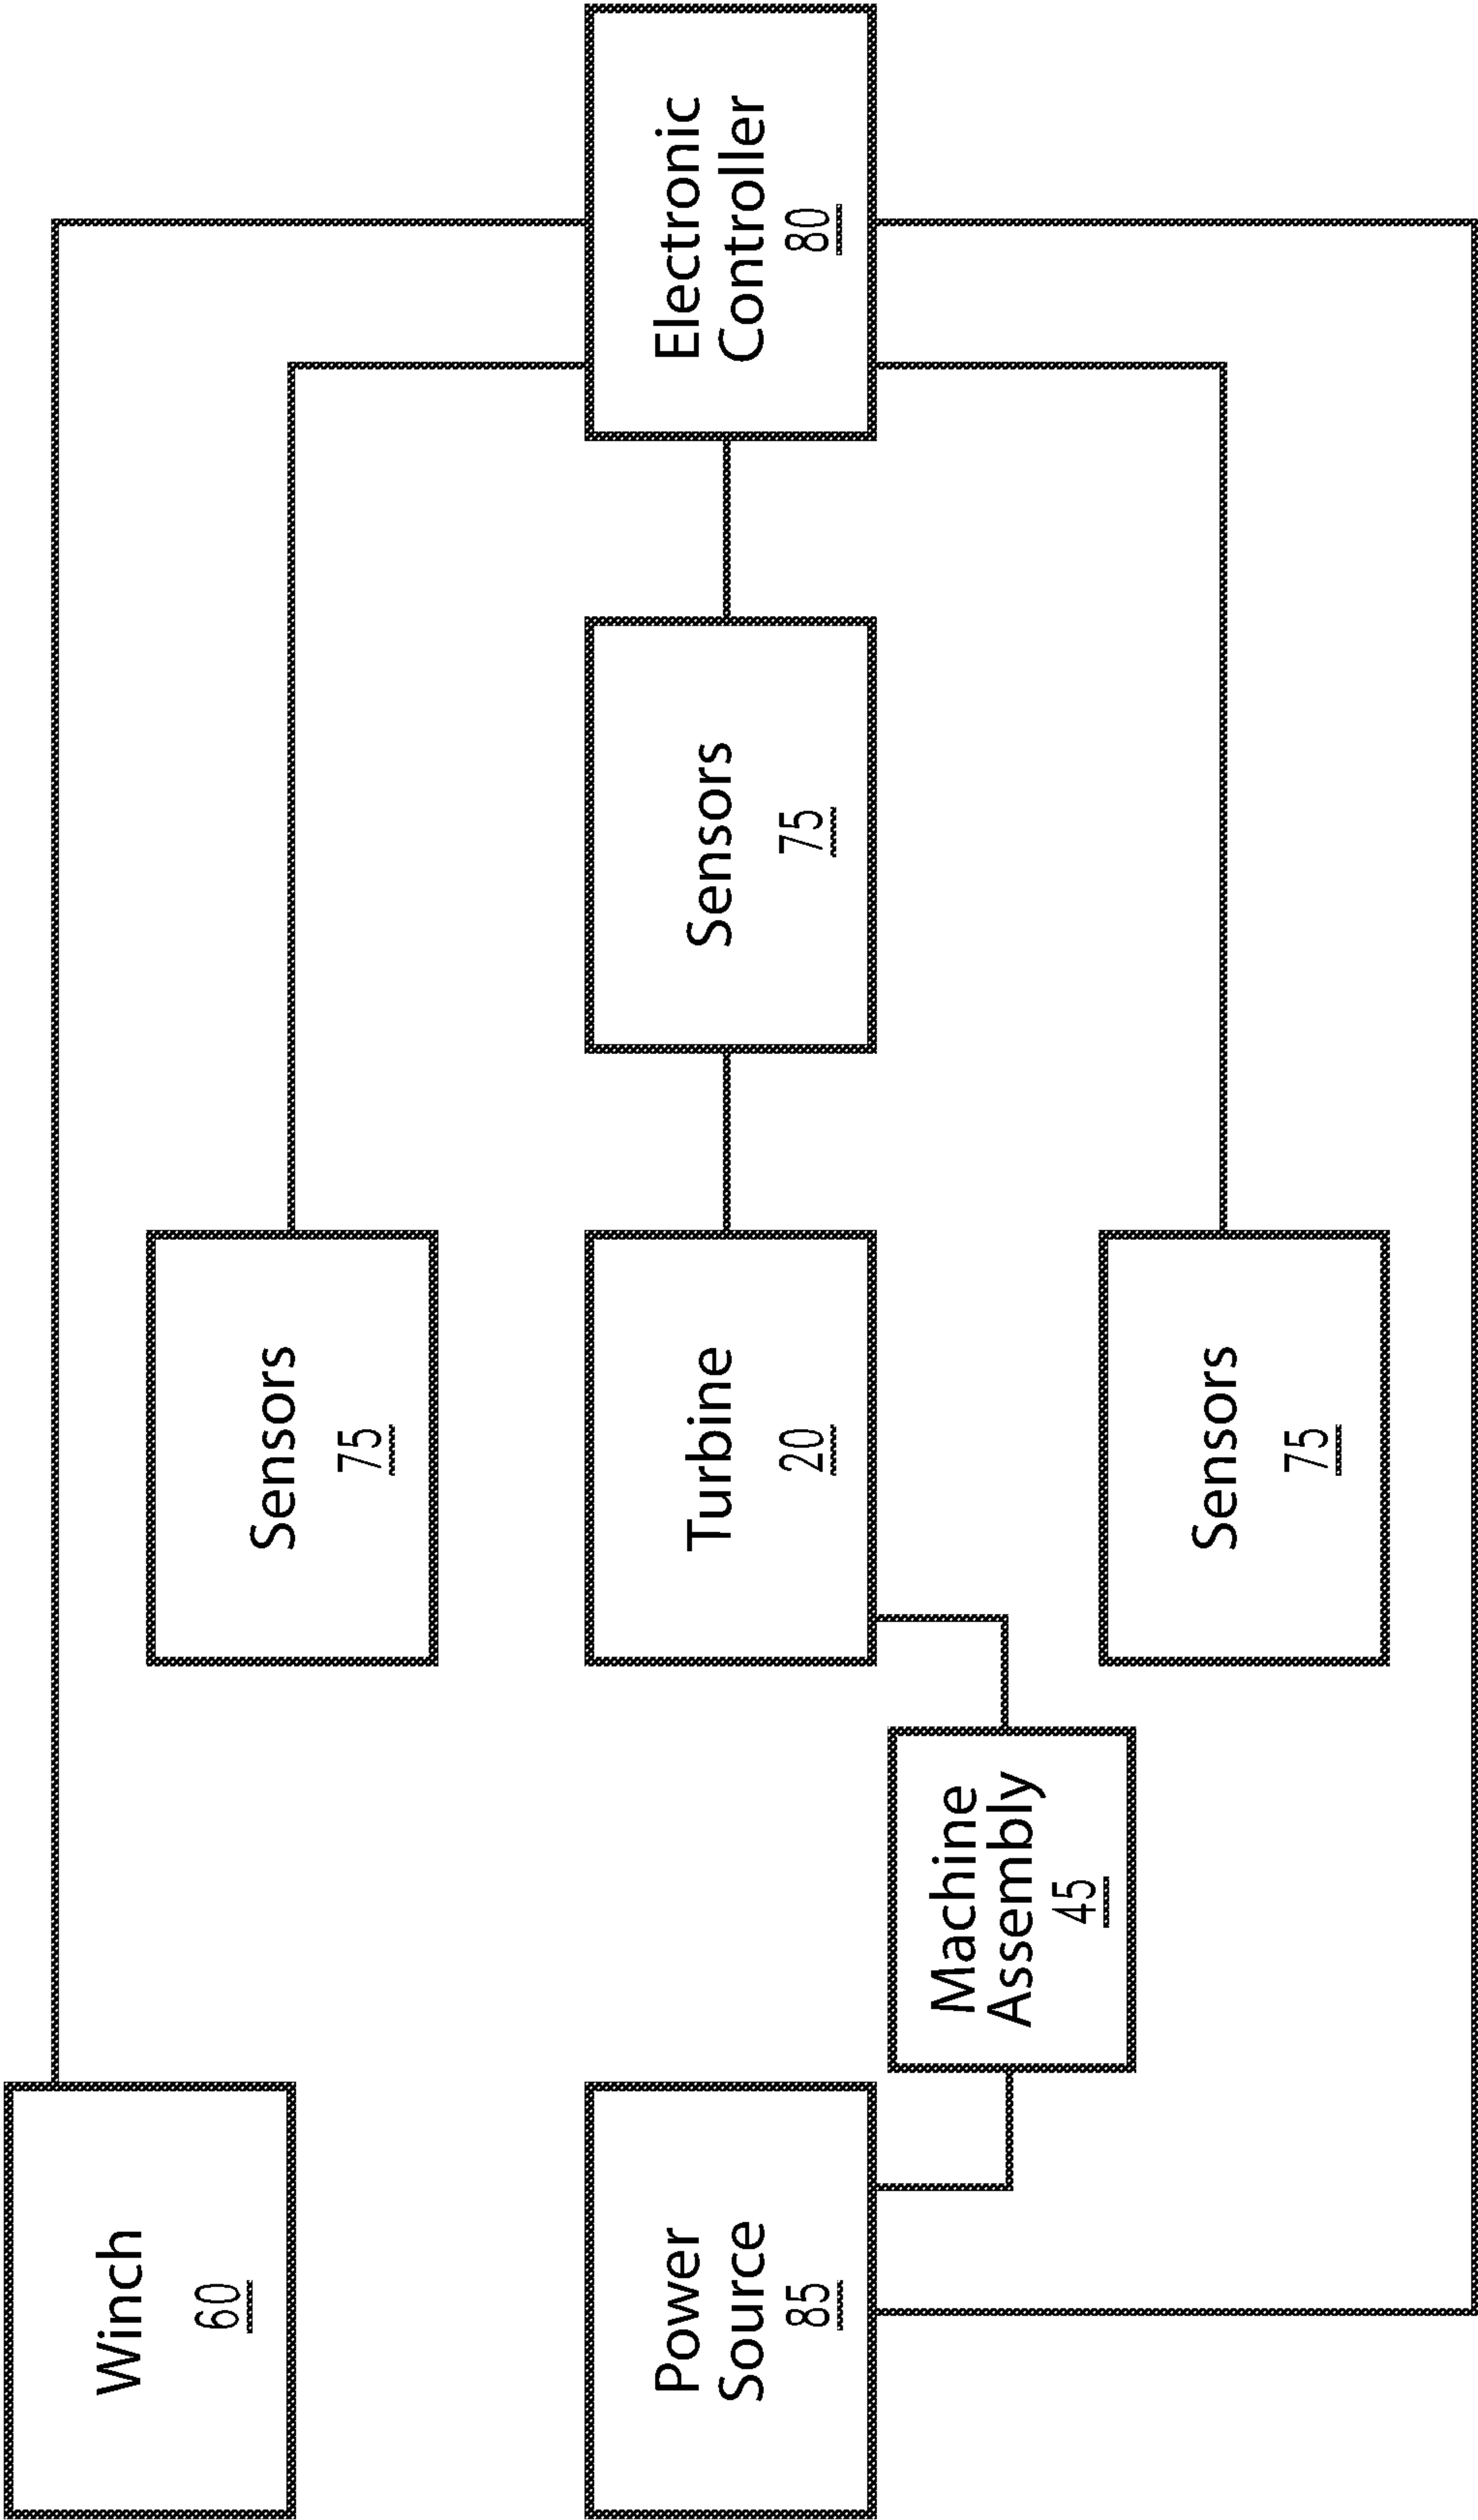 Winch
60
Sensors
75
Power
Source
85
Turbine
20
Sensors
75
Electronic
Controller
80
Machine
Assembly
45
Sensors
75